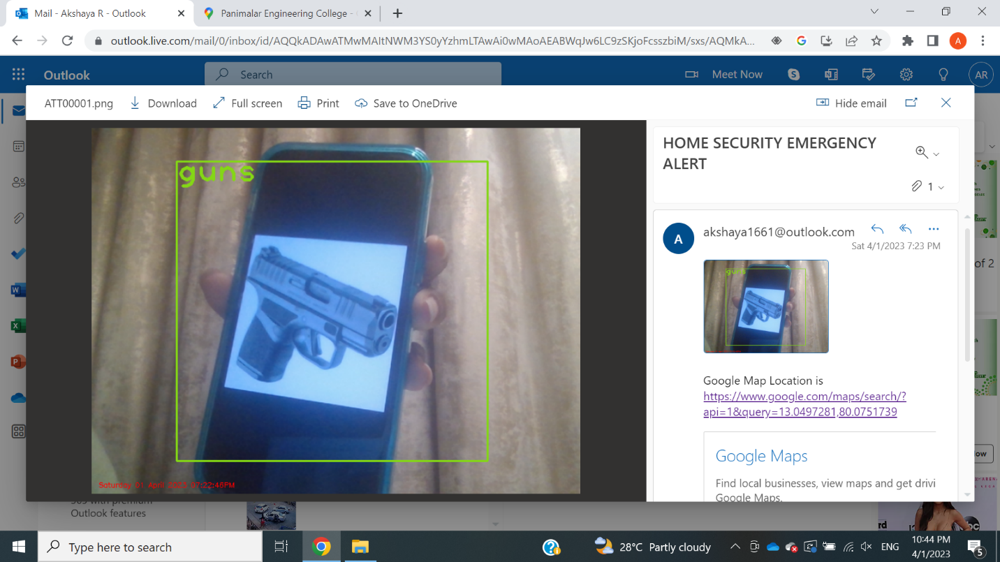 Mail - Akshaya R - Outlook
Panimalar Engineering College -
outlook.live.com/mail/0/inbox/id/AQQkADAwATMwMAItNWM3YS0yYzhmLTAwAi0wMAoAEABWqJw6LC9zSKjoFcsszbiM/sxs/AQMkA...
A
Outlook
Search
Meet Now
AR
ATT00001.png
Download
Full screen
Print
Save to OneDrive
Hide email
guns
Saturday 01 April 2023 07:22:46PM
HOME SECURITY EMERGENCY
ALERT
1
A
akshaya1661@outlook.com
Sat 4/1/2023 7:23 PM
guns
Google Map Location is
https://www.google.com/maps/search/?
api=1&query=13.0497281,80.0751739
Google Maps
Find local businesses, view maps and get drivi
Google Maps.
of 2
365 with premium
Outlook features
Type here to search
28°C Partly cloudy
ENG
10:44 PM
4/1/2023
5